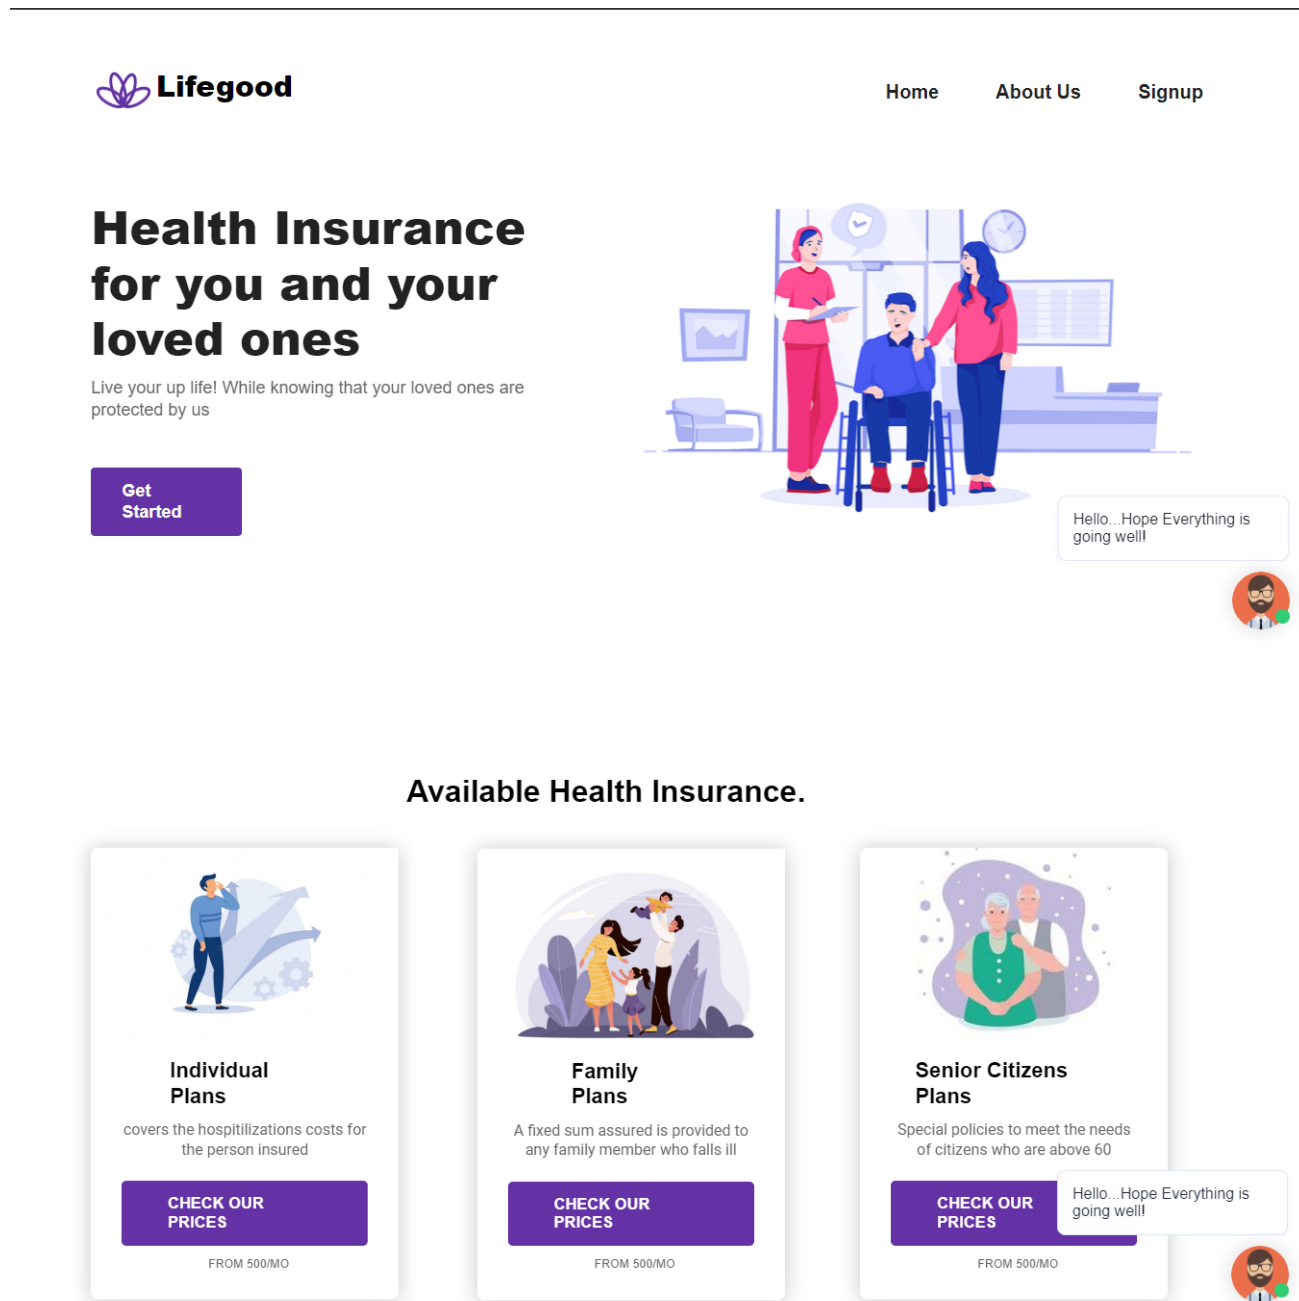 Lifegood
Home
About Us
Signup
Health Insurance
for you and your
loved ones
Live your up life! While knowing that your loved ones are
protected by us
Get
Started
Hello...Hope Everything is
going well!
Available Health Insurance.
Individual
Plans
covers the hospitilizations costs for
the person insured
CHECK OUR
PRICES
FROM 500/MO
Family
Plans
A fixed sum assured is provided to
any family member who falls ill
CHECK OUR
PRICES
FROM 500/MO
Senior Citizens
Plans
Special policies to meet the needs
of citizens who are above 60
CHECK OUR
PRICES
FROM 500/MO
Hello...Hope Everything is
going well!